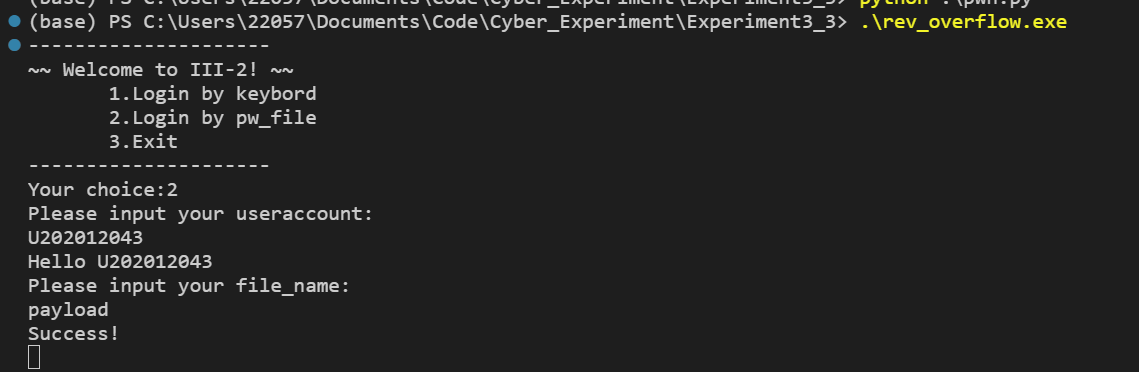 (base) PS C:\Users\22057\Documents\Code\Cyber_Experiment\Experiment3_3> python .\pwn.py
(base) PS C:\Users\22057\Documents\Code\Cyber_Experiment\Experiment3_3> .\rev_overflow.exe
---------------------
~~ Welcome to III-2! ~~
1.Login by keybord
2.Login by pw_file
3.Exit
---------------------
Your choice:2
Please input your useraccount:
U202012043
Hello U202012043
Please input your file_name:
payload
Success!